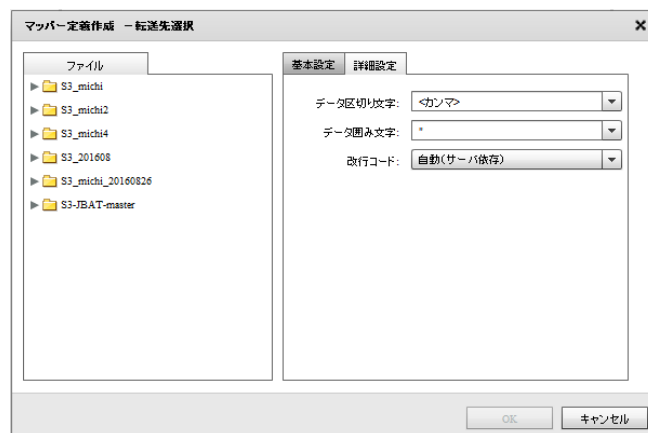 マッパー定義作成 －転送先選択
ファイル
S3_michi
S3_michi2
S3_michi4
S3_201608
S3_michi_20160826
S3-JBAT-master
基本設定
詳細設定
データ区切り文字: <カンマ>
データ囲み文字: "
改行コード: 自動(サーバ依存)
OK
キャンセル